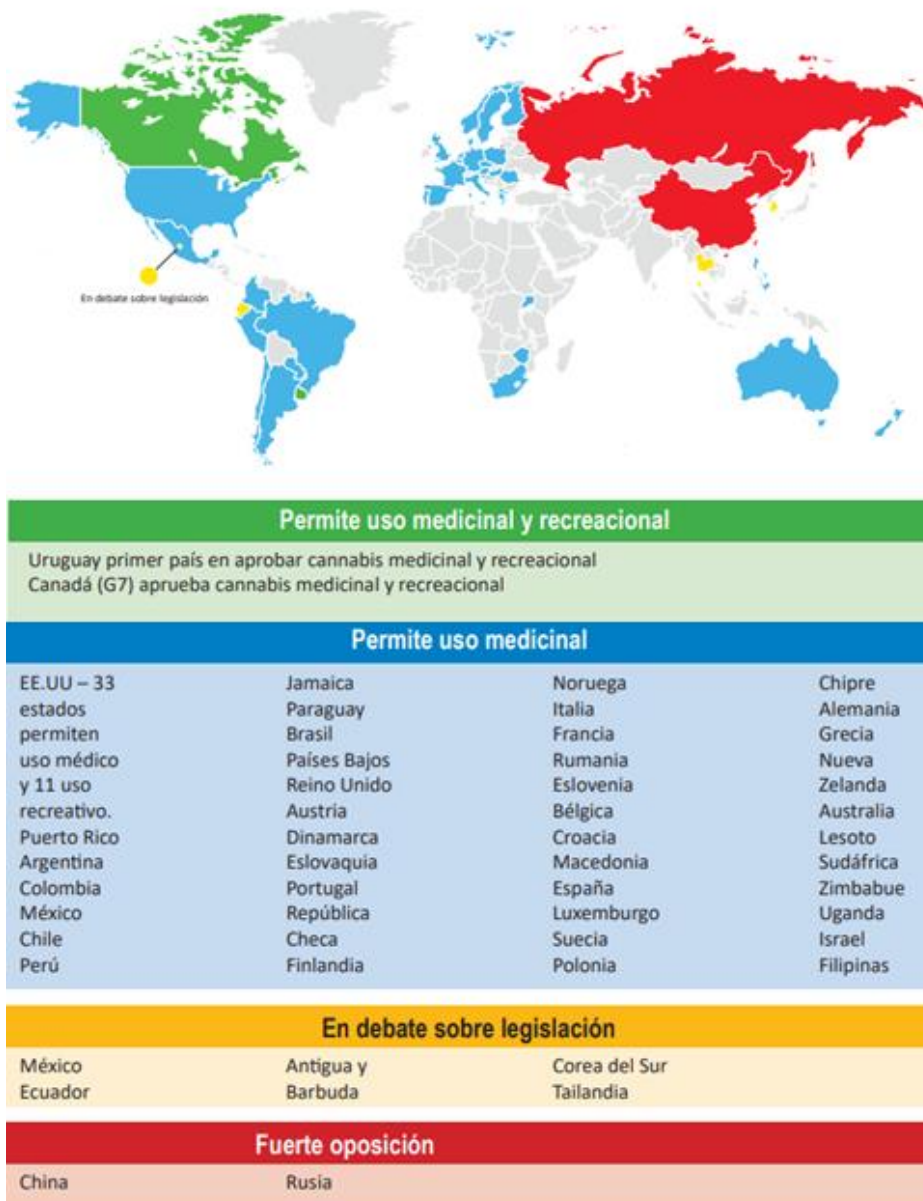 En debate sobre legislación
Permite uso medicinal y recreacional
Uruguay primer país en aprobar cannabis medicinal y recreacional
Canadá (G7) aprueba cannabis medicinal y recreacional
Permite uso medicinal
EE.UU – 33
estados
permiten
uso médico
y 11 uso
recreativo.
Puerto Rico
Argentina
Colombia
México
Chile
Perú
Jamaica
Paraguay
Brasil
Países Bajos
Reino Unido
Austria
Dinamarca
Eslovaquia
Portugal
República
Checa
Finlandia
Noruega
Italia
Francia
Rumania
Eslovenia
Bélgica
Croacia
Macedonia
España
Luxemburgo
Suecia
Polonia
Chipre
Alemania
Grecia
Nueva
Zelanda
Australia
Lesoto
Sudáfrica
Zimbabue
Uganda
Israel
Filipinas
En debate sobre legislación
México
Ecuador
Antigua y
Barbuda
Corea del Sur
Tailandia
Fuerte oposición
China
Rusia